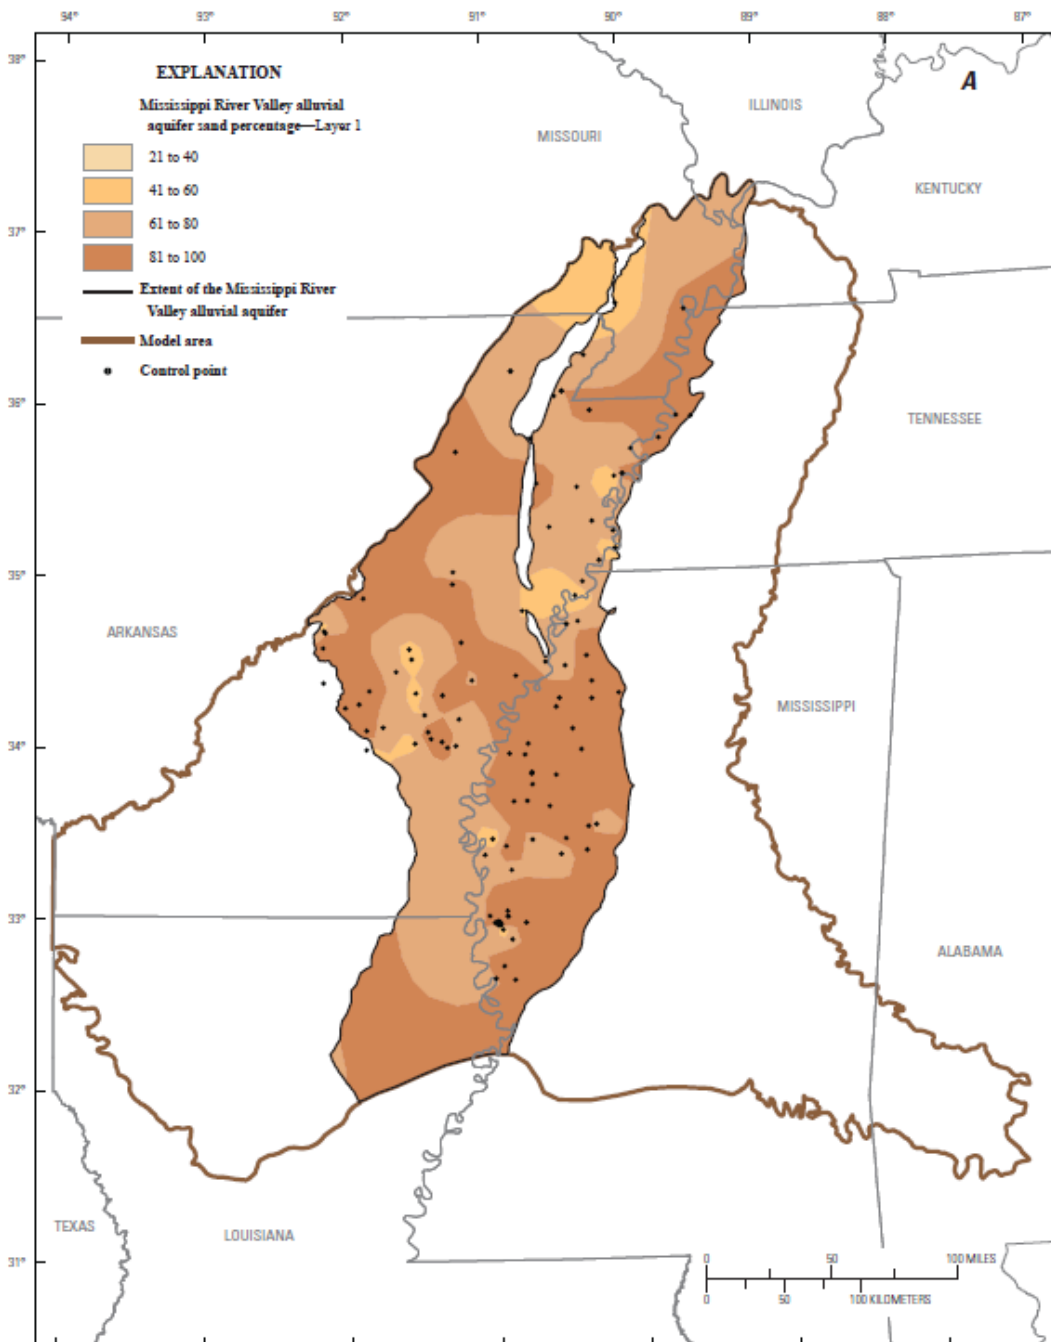 94° 93° 92° 91° 90° 89° 88° 87°
38°
37°
36°
35°
34°
33°
32°
31°
A
EXPLANATION
Mississippi River Valley alluvial
aquifer sand percentage—Layer 1
21 to 40
41 to 60
61 to 80
81 to 100
Extent of the Mississippi River
Valley alluvial aquifer
Model area
Control point
ILLINOIS
MISSOURI
KENTUCKY
TENNESSEE
ARKANSAS
MISSISSIPPI
ALABAMA
TEXAS
LOUISIANA
0 50 100 MILES
0 50 100 KILOMETERS